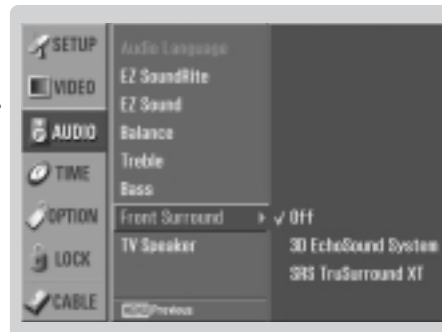 SETUP
VIDEO
AUDIO
TIME
OPTION
LOCK
CABLE
Audio Language
EZ SoundRite
EZ Sound
Balance
Treble
Bass
Front Surround
TV Speaker
MENU Previous
Off
3D EchoSound System
SRS TruSurround XT